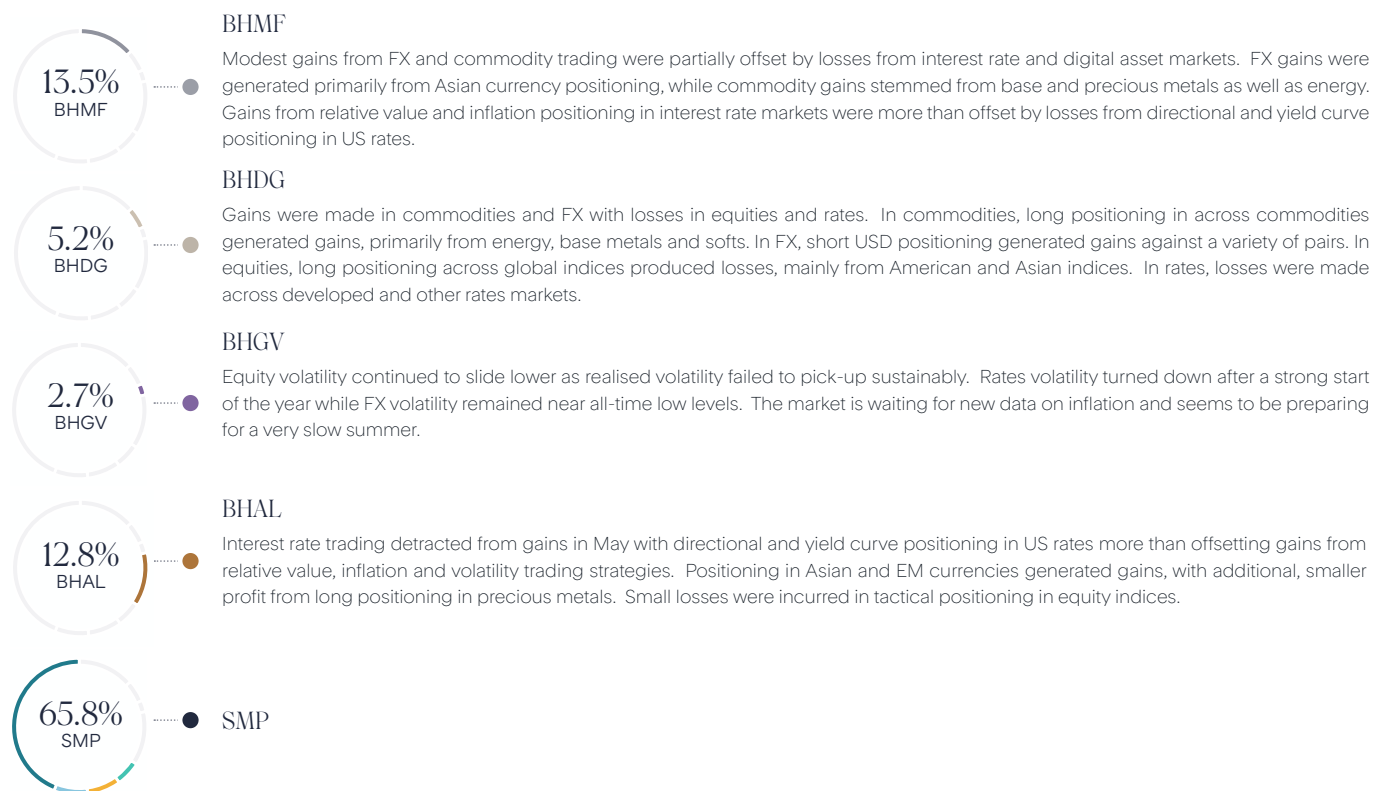 BHMF
13.5%
BHMF
Modest gains from FX and commodity trading were partially offset by losses from interest rate and digital asset markets.  FX gains were
generated primarily from Asian currency positioning, while commodity gains stemmed from base and precious metals as well as energy.
Gains from relative value and inflation positioning in interest rate markets were more than offset by losses from directional and yield curve
positioning in US rates.
BHDG
5.2%
BHDG
Gains were made in commodities and FX with losses in equities and rates.  In commodities, long positioning in across commodities
generated gains, primarily from energy, base metals and softs. In FX, short USD positioning generated gains against a variety of pairs. In
equities, long positioning across global indices produced losses, mainly from American and Asian indices.  In rates, losses were made
across developed and other rates markets.
BHGV
2.7%
BHGV
Equity volatility continued to slide lower as realised volatility failed to pick-up sustainably.  Rates volatility turned down after a strong start
of the year while FX volatility remained near all-time low levels.  The market is waiting for new data on inflation and seems to be preparing
for a very slow summer.
BHAL
12.8%
BHAL
Interest rate trading detracted from gains in May with directional and yield curve positioning in US rates more than offsetting gains from
relative value, inflation and volatility trading strategies.  Positioning in Asian and EM currencies generated gains, with additional, smaller
profit from long positioning in precious metals.  Small losses were incurred in tactical positioning in equity indices.
65.8%
SMP
SMP